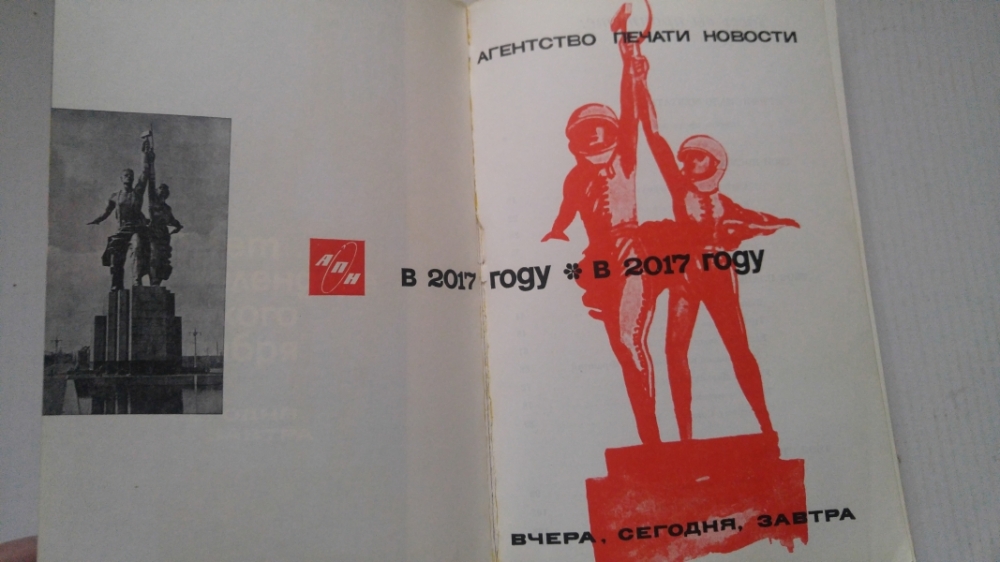 АПН
В 2017 году * В 2017 году
АГЕНТСТВО ПЕЧАТИ НОВОСТИ
ВЧЕРА, СЕГОДНЯ, ЗАВТРА